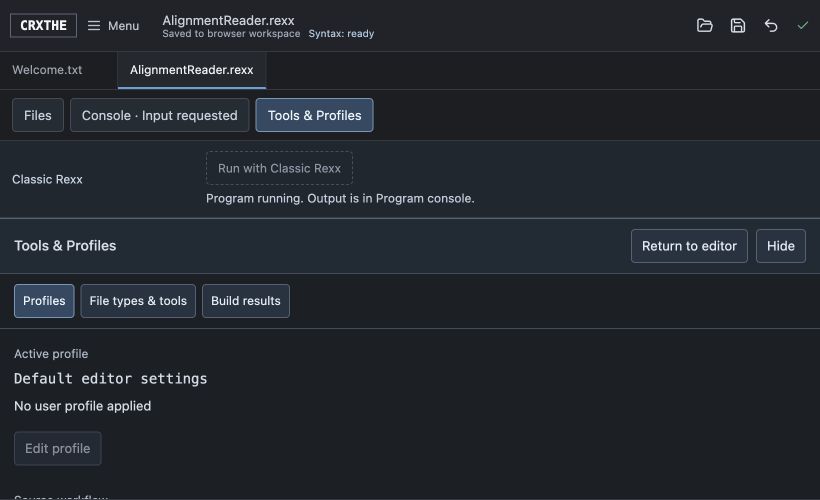 CRXTHE
Menu
AlignmentReader.rexx
Saved to browser workspace Syntax: ready
Welcome.txt
AlignmentReader.rexx
Files
Console · Input requested
Tools & Profiles
Classic Rexx
Run with Classic Rexx
Program running. Output is in Program console.
Tools & Profiles
Return to editor
Hide
Profiles
File types & tools
Build results
Active profile
Default editor settings
No user profile applied
Edit profile
Source workflow